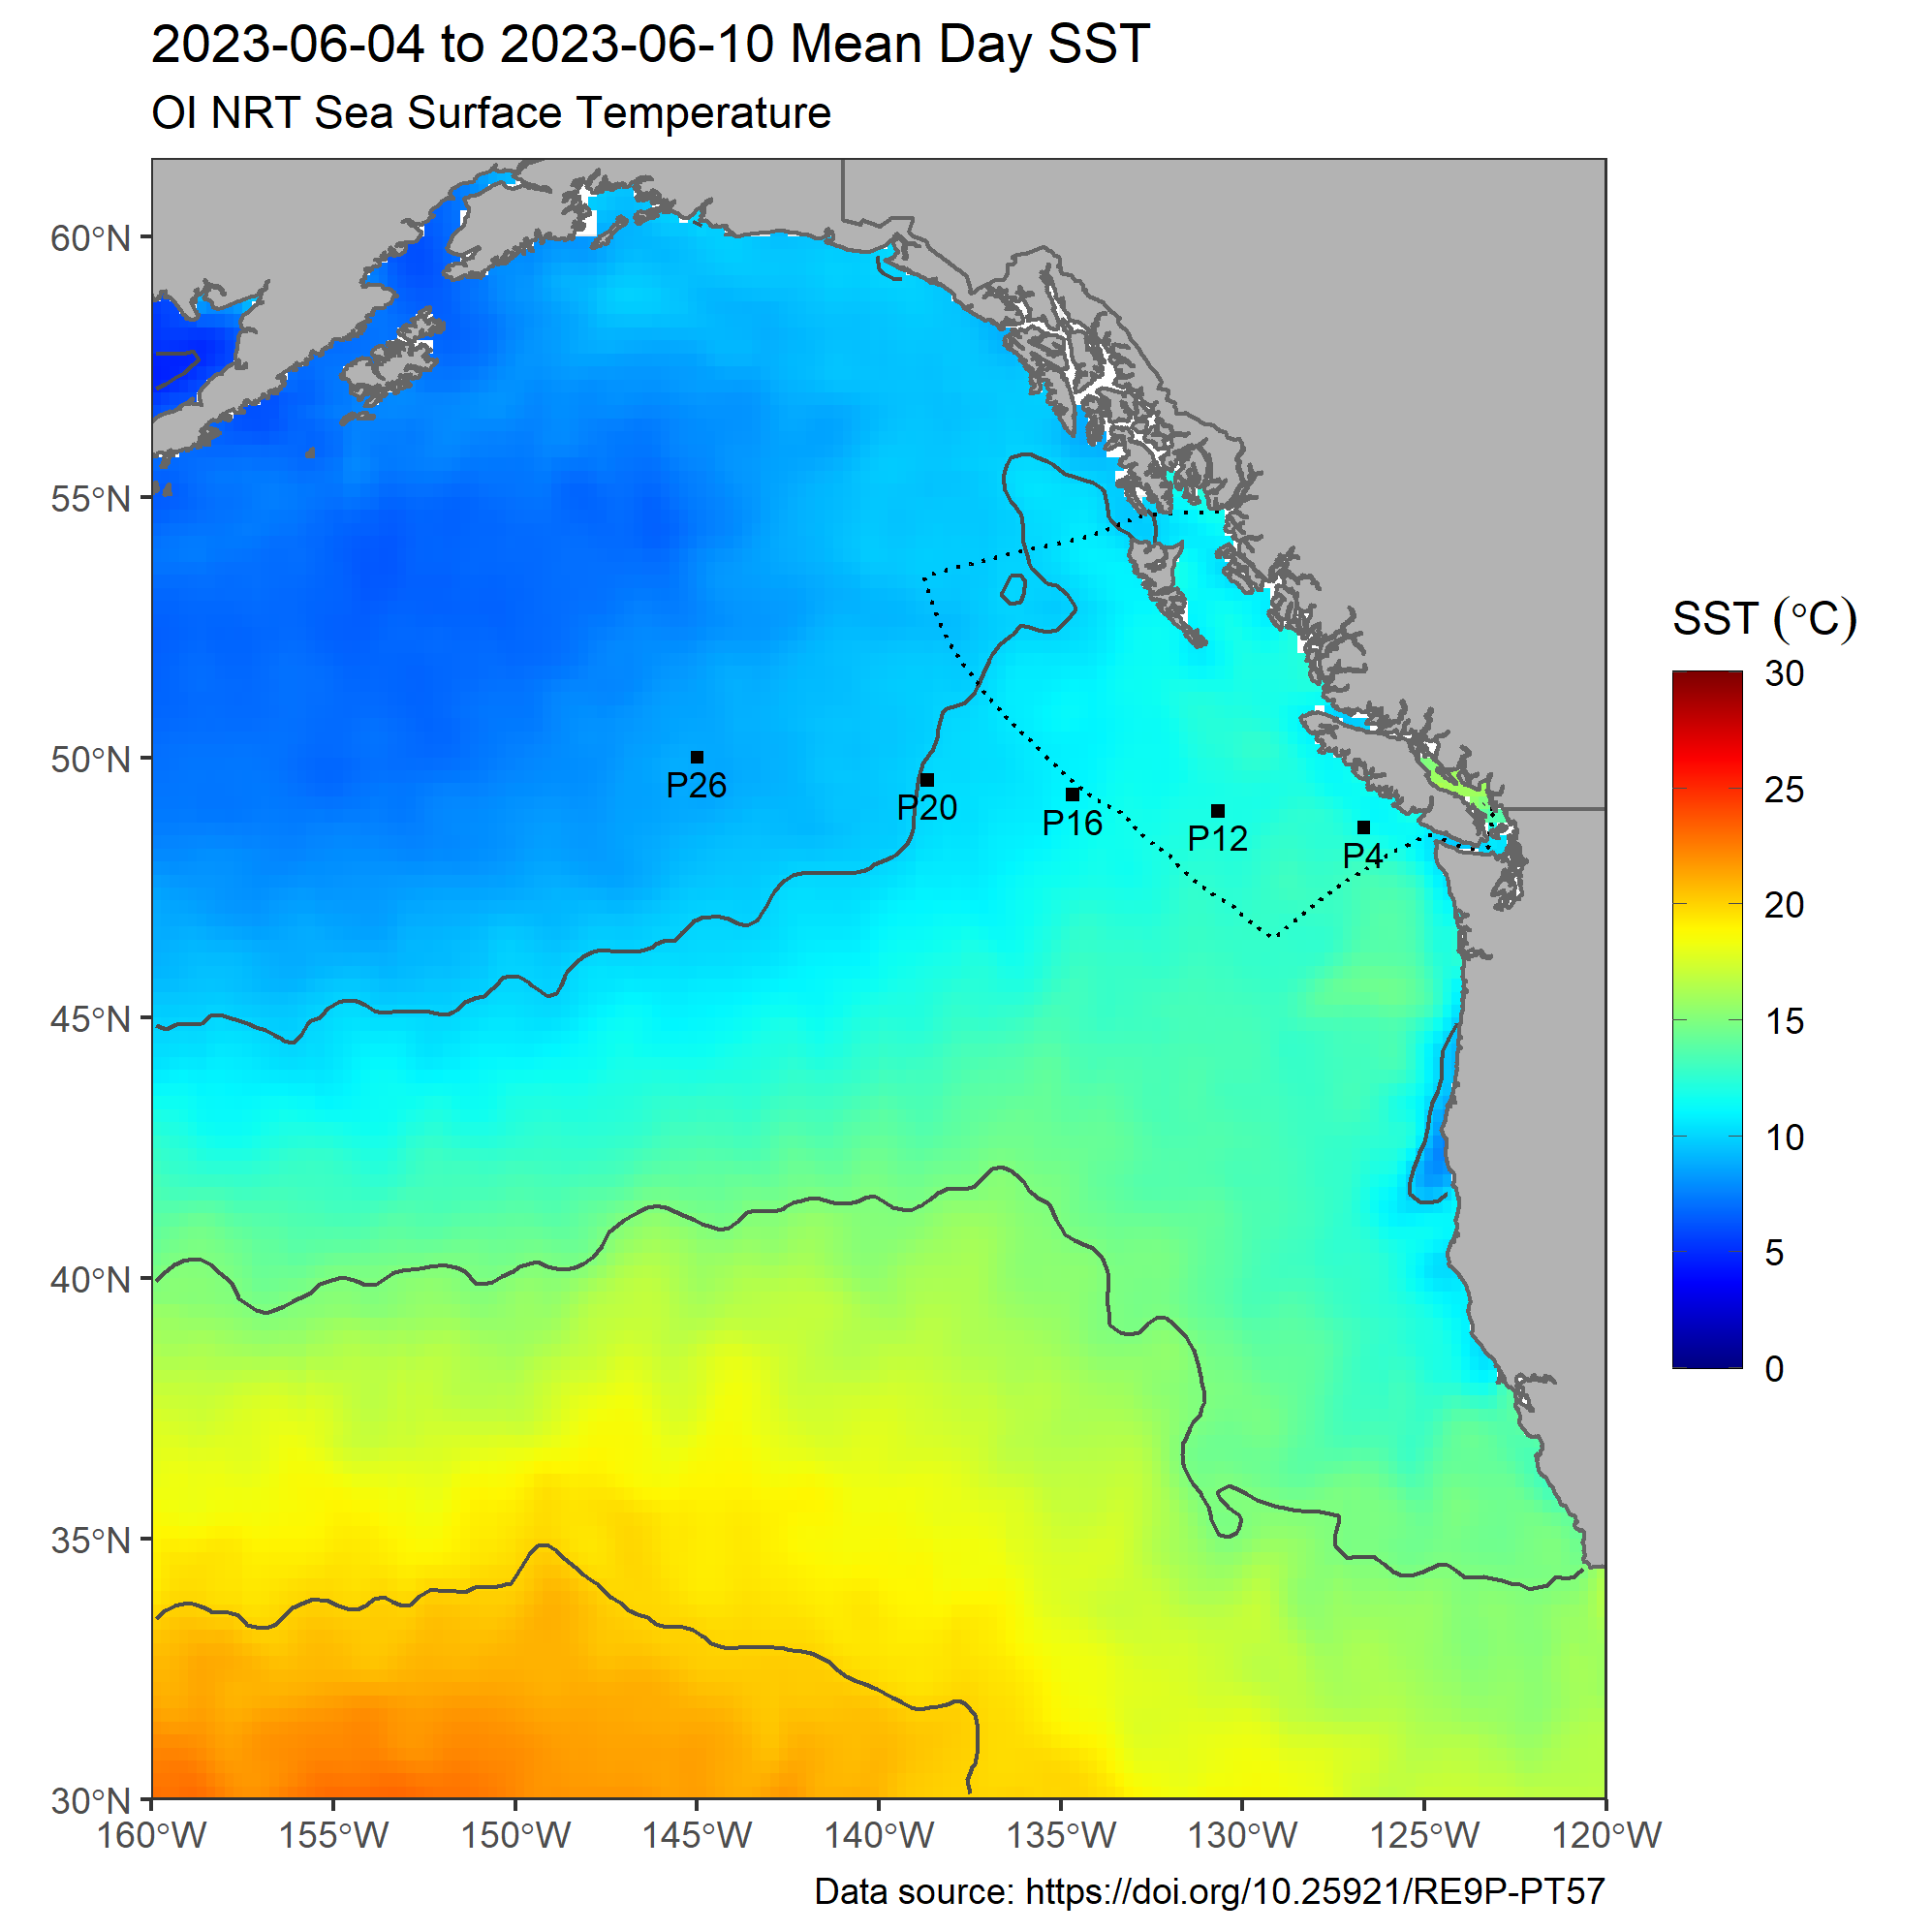 2023-06-04 to 2023-06-10 Mean Day SST
OI NRT Sea Surface Temperature
60°N
55°N
50°N
45°N
40°N
35°N
30°N
P26
P20
P16
P12
P4
160°W
155°W
150°W
145°W
140°W
135°W
130°W
125°W
120°W
SST (°C)
30
25
20
15
10
5
0
Data source: https://doi.org/10.25921/RE9P-PT57